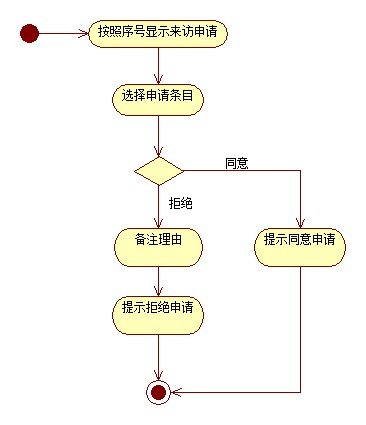 按照序号显示来访申请
选择申请条目
同意
拒绝
备注理由
提示同意申请
提示拒绝申请